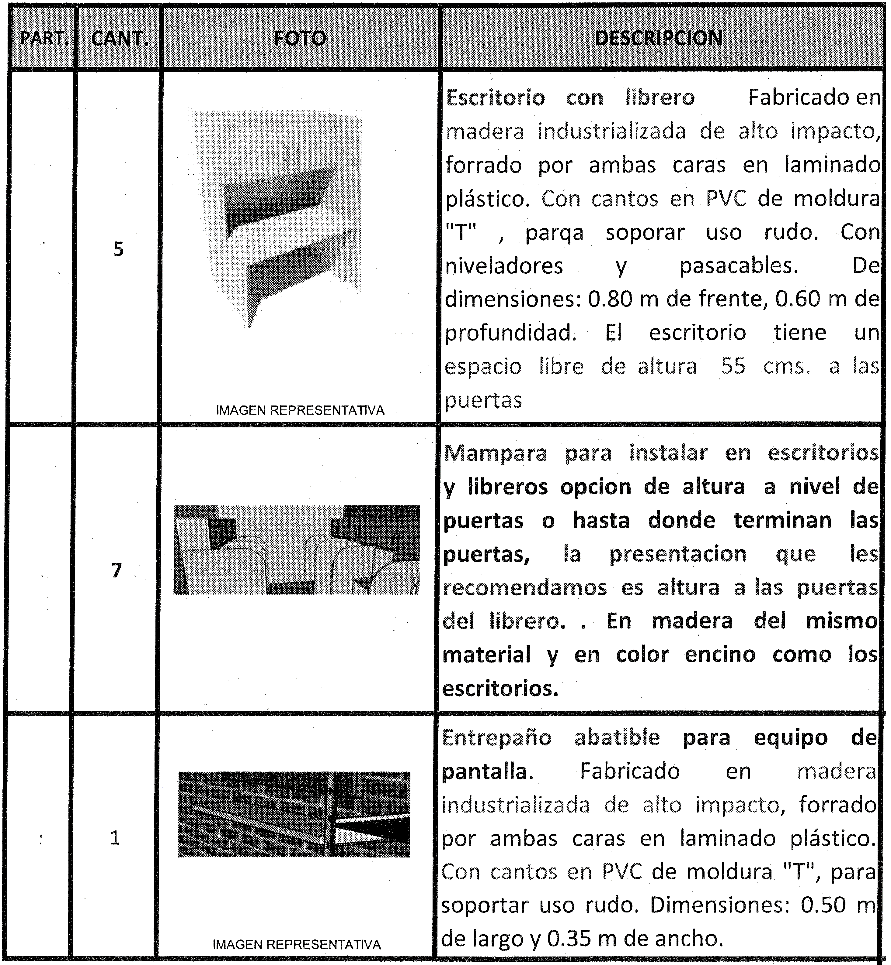 PART. CANT. FOTO DESCRIPCION
Escritorio con librero Fabricado en
madera industrializada de alto impacto,
forrado por ambas caras en laminado
plástico. Con cantos en PVC de moldura
"T" , parqa soporar uso rudo. Con
niveladores y pasacables. De
dimensiones: 0.80 m de frente, 0.60 m de
profundidad. El escritorio tiene un
espacio libre de altura 55 cms. a las
puertas
5
IMAGEN REPRESENTATIVA
Mampara para instalar en escritorios
y libreros opcion de altura a nivel de
puertas o hasta donde terminan las
puertas, la presentacion que les
recomendamos es altura a las puertas
del librero. . En madera del mismo
material y en color encino como los
escritorios.
7
Entrepaño abatible para equipo de
pantalla. Fabricado en madera
industrializada de alto impacto, forrado
por ambas caras en laminado plástico.
Con cantos en PVC de moldura "T", para
soportar uso rudo. Dimensiones: 0.50 m
de largo y 0.35 m de ancho.
1
IMAGEN REPRESENTATIVA